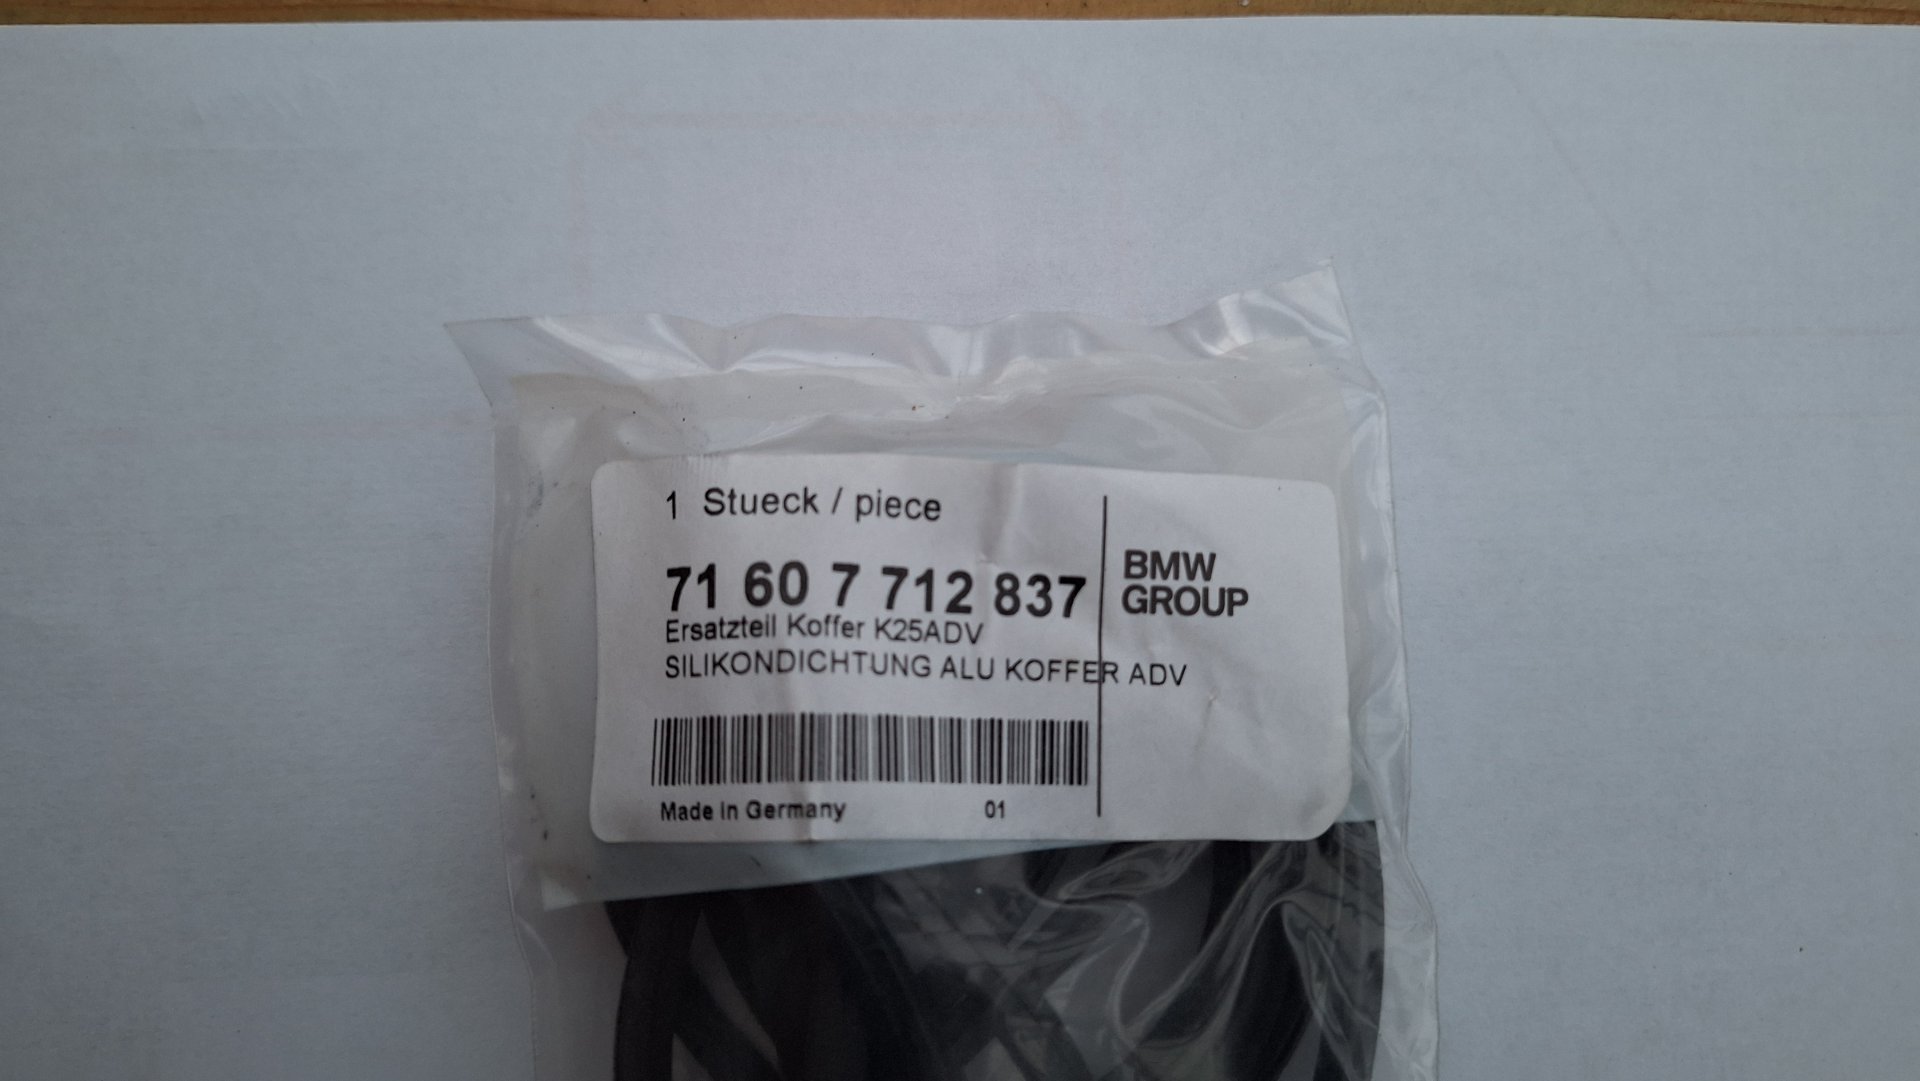 1 Stueck / piece
71 60 7 712 837
Ersatzteil Koffer K25ADV
SILIKONDICHTUNG ALU KOFFER ADV
Made in Germany 01
BMW
GROUP